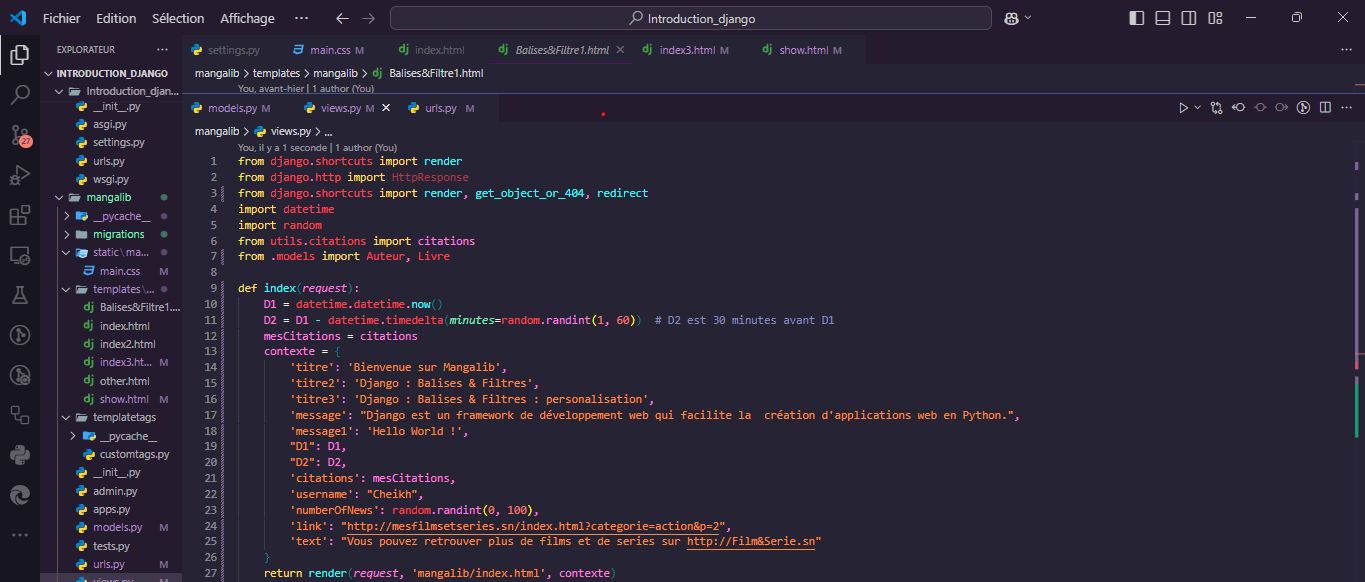 Fichier Edition Sélection Affichage ··· Introduction_django
EXPLORATEUR ···
INTRODUCTION_DJANGO
Introduction_djan...
__init__.py
asgi.py
settings.py
urls.py
wsgi.py
mangalib
__pycache__
migrations
static\ma...
main.css M
templates\...
Balises&Filtre1....
index.html
index2.html
index3.ht... M
other.html
show.html M
templatetags
__pycache__
customtags.py
__init__.py
admin.py
apps.py
models.py M
tests.py
urls.py M
views.py M
27
settings.py main.css M index.html Balises&Filtre1.html index3.html M show.html M
mangalib > templates > mangalib > Balises&Filtre1.html
You, avant-hier | 1 author (You)
models.py M views.py M urls.py M
mangalib > views.py > ...
You, il y a 1 seconde | 1 author (You)
1 from django.shortcuts import render
2 from django.http import HttpResponse
3 from django.shortcuts import render, get_object_or_404, redirect
4 import datetime
5 import random
6 from utils.citations import citations
7 from .models import Auteur, Livre
8
9 def index(request):
10 D1 = datetime.datetime.now()
11 D2 = D1 - datetime.timedelta(minutes=random.randint(1, 60)) # D2 est 30 minutes avant D1
12 mesCitations = citations
13 contexte = {
14 'titre': 'Bienvenue sur Mangalib',
15 'titre2': 'Django : Balises & Filtres',
16 'titre3': 'Django : Balises & Filtres : personalisation',
17 'message': "Django est un framework de développement web qui facilite la  création d'applications web en Python.",
18 'message1': 'Hello World !',
19 "D1": D1,
20 "D2": D2,
21 'citations': mesCitations,
22 'username': "Cheikh",
23 'numberOfNews': random.randint(0, 100),
24 'link': "http://mesfilmsetseries.sn/index.html?categorie=action&p=2",
25 'text': "Vous pouvez retrouver plus de films et de series sur http://Film&Serie.sn"
26 }
27 return render(request, 'mangalib/index.html', contexte)